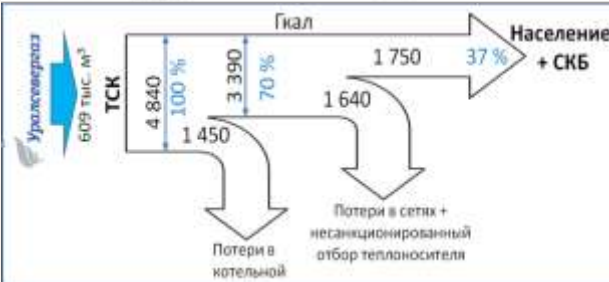 Гкал
Население
+ СКБ
Уралсевергаз
609 тыс. м³
ТСК
4 840
100 %
3 390
70 %
1 750
37 %
1 450
1 640
Потери в
котельной
Потери в сетях +
несанкционированный
отбор теплоносителя